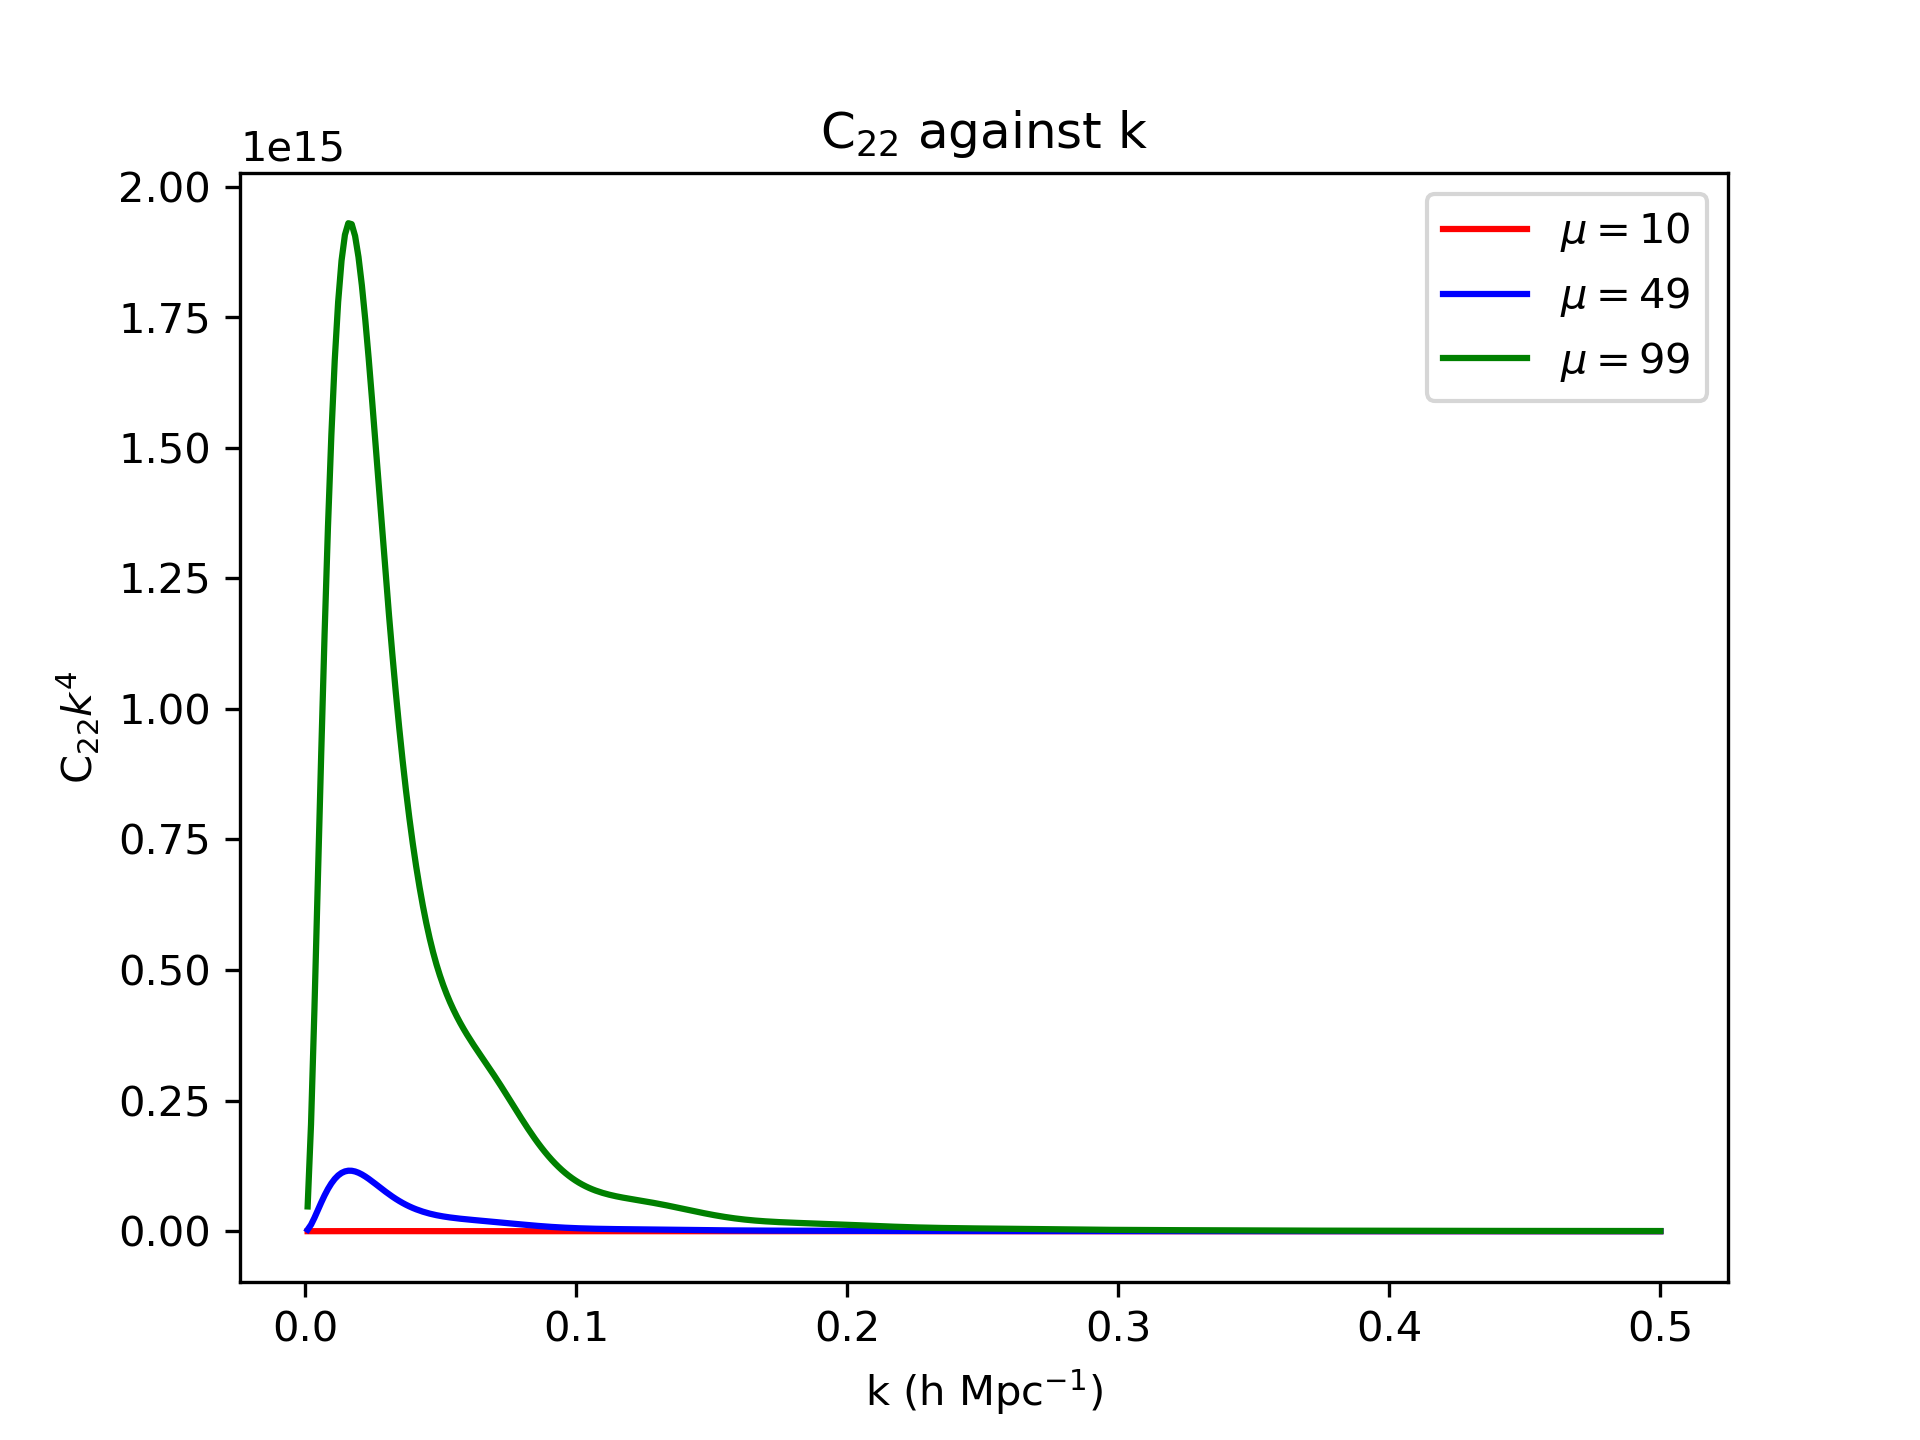 C₂₂ against k
1e15
2.00
1.75
1.50
1.25
1.00
0.75
0.50
0.25
0.00
C₂₂k⁴
μ = 10
μ = 49
μ = 99
0.0 0.1 0.2 0.3 0.4 0.5
k (h Mpc⁻¹)